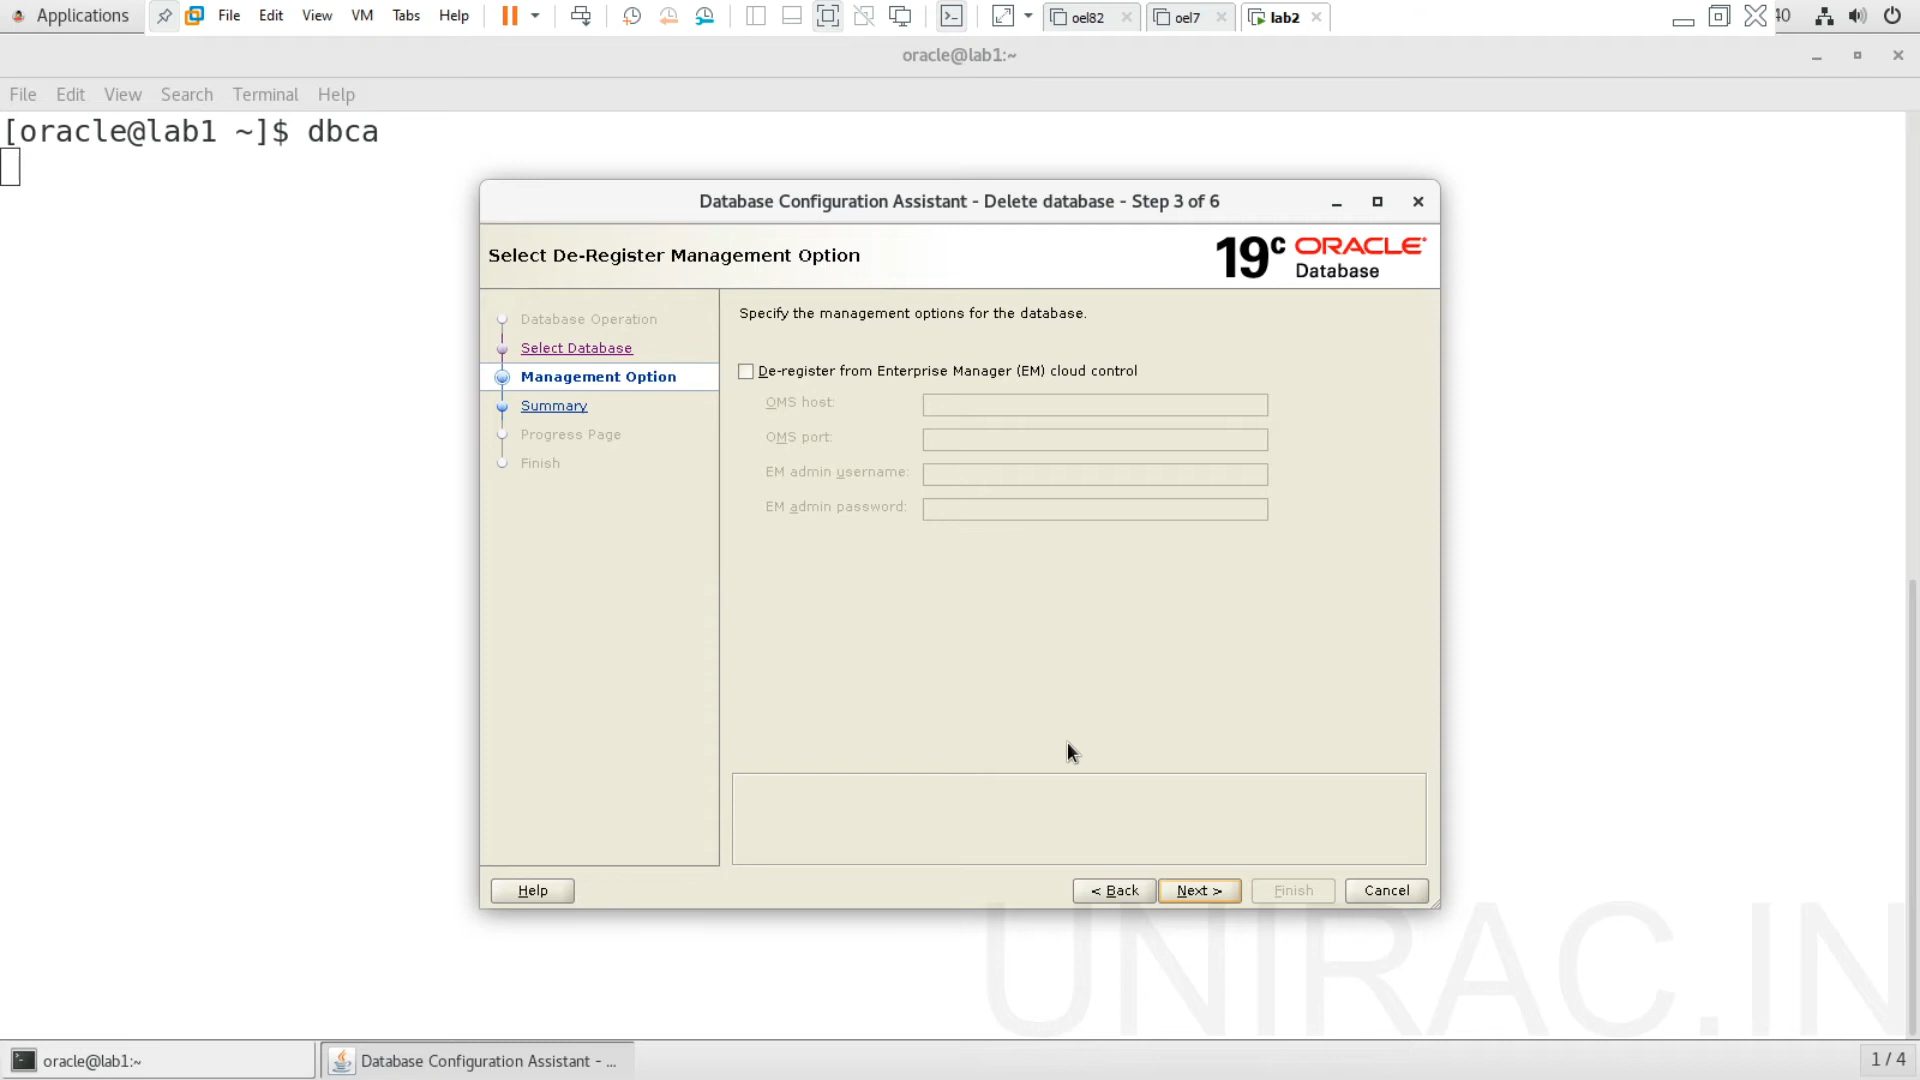 Applications File Edit View VM Tabs Help oel82 oel7 lab2 40
oracle@lab1:~
File Edit View Search Terminal Help
[oracle@lab1 ~]$ dbca
Database Configuration Assistant - Delete database - Step 3 of 6
Select De-Register Management Option
19c ORACLE
Database
Database Operation
Select Database
Management Option
Summary
Progress Page
Finish
Specify the management options for the database.
De-register from Enterprise Manager (EM) cloud control
OMS host:
OMS port:
EM admin username:
EM admin password:
Help
< Back
Next >
Finish
Cancel
UNIRAC.IN
oracle@lab1:~
Database Configuration Assistant - ...
1 / 4